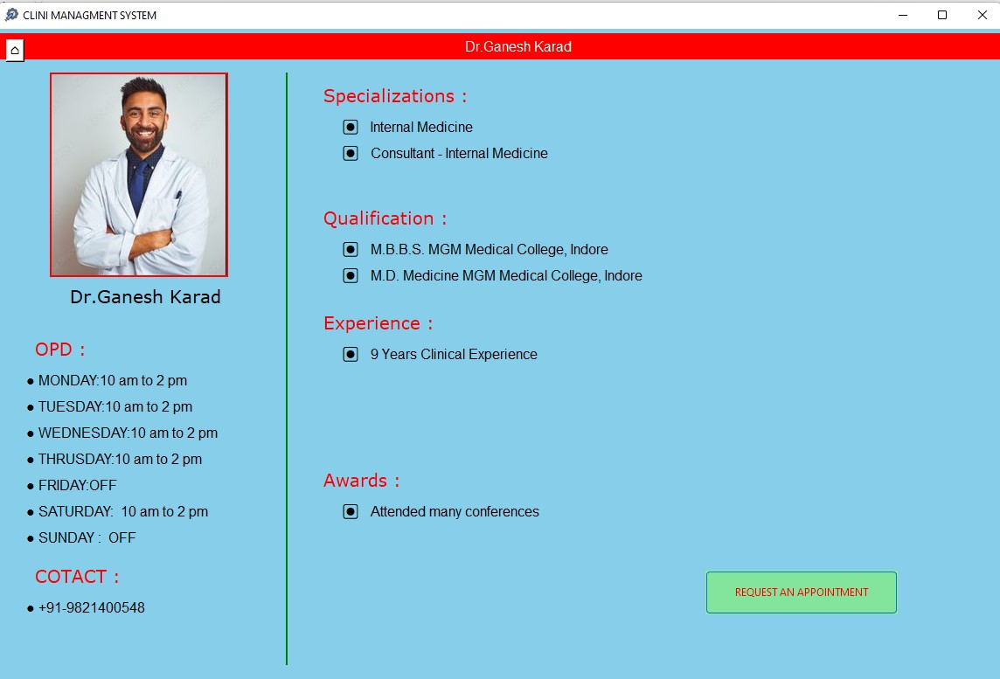 CLINI MANAGMENT SYSTEM
Dr.Ganesh Karad
Dr.Ganesh Karad
OPD :
● MONDAY:10 am to 2 pm
● TUESDAY:10 am to 2 pm
● WEDNESDAY:10 am to 2 pm
● THRUSDAY:10 am to 2 pm
● FRIDAY:OFF
● SATURDAY:  10 am to 2 pm
● SUNDAY :  OFF
COTACT :
● +91-9821400548
Specializations :
Internal Medicine
Consultant - Internal Medicine
Qualification :
M.B.B.S. MGM Medical College, Indore
M.D. Medicine MGM Medical College, Indore
Experience :
9 Years Clinical Experience
Awards :
Attended many conferences
REQUEST AN APPOINTMENT